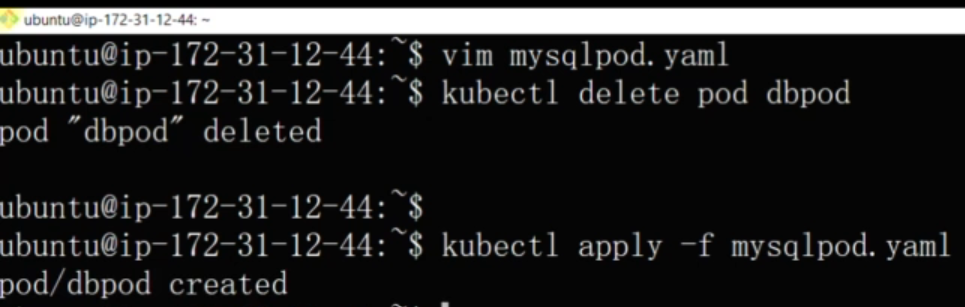 ubuntu@ip-172-31-12-44: ~
ubuntu@ip-172-31-12-44:~$ vim mysqlpod.yaml
ubuntu@ip-172-31-12-44:~$ kubectl delete pod dbpod
pod "dbpod" deleted
ubuntu@ip-172-31-12-44:~$
ubuntu@ip-172-31-12-44:~$ kubectl apply -f mysqlpod.yaml
pod/dbpod created